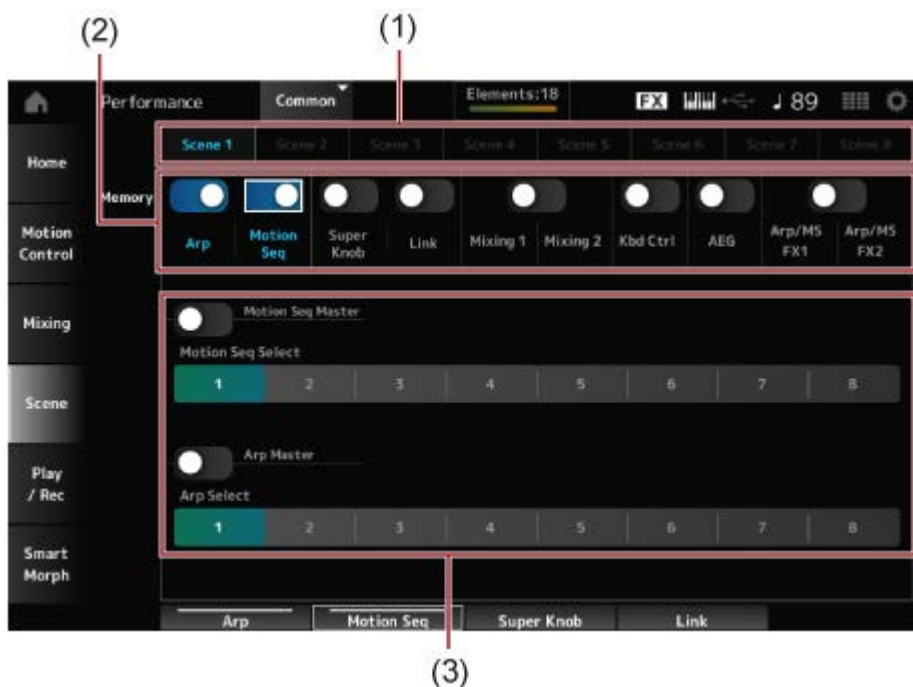 (2)
(1)
Performance
Common
Elements:18
FX
♩ 89
Home
Motion Control
Mixing
Scene
Play / Rec
Smart Morph
Scene 1
Scene 2
Scene 3
Scene 4
Scene 5
Scene 6
Scene 7
Scene 8
Memory
Arp
Motion Seq
Super Knob
Link
Mixing 1
Mixing 2
Kbd Ctrl
AEG
Arp/MS FX1
Arp/MS FX2
Motion Seq Master
Motion Seq Select
1 2 3 4 5 6 7 8
Arp Master
Arp Select
1 2 3 4 5 6 7 8
Arp
Motion Seq
Super Knob
Link
(3)